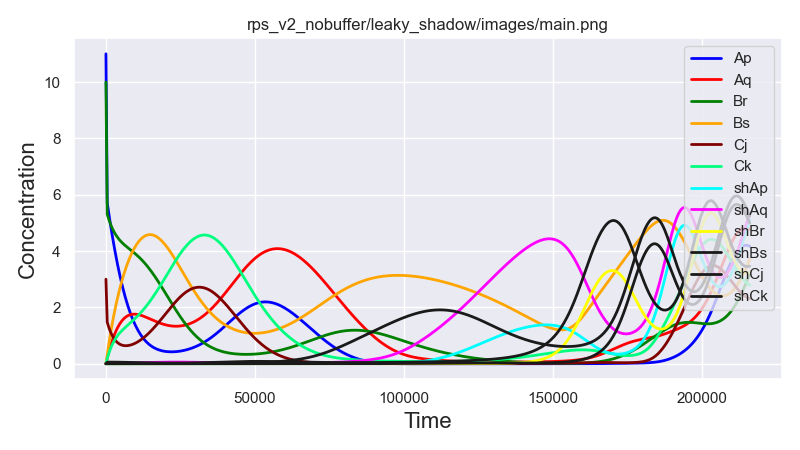 rps_v2_nobuffer/leaky_shadow/images/main.png
Concentration
10
8
6
4
2
0
0
50000
100000
150000
200000
Time
Ap
Aq
Br
Bs
Cj
Ck
shAp
shAq
shBr
shBs
shCj
shCk